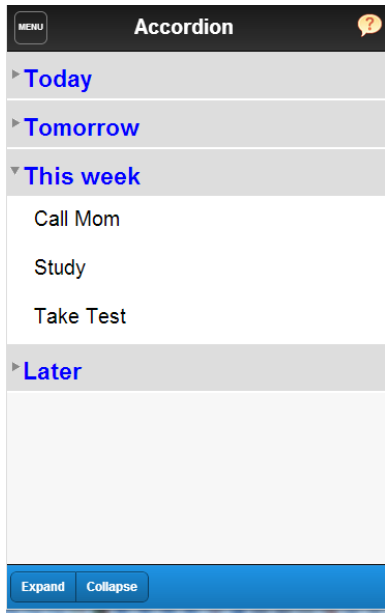 MENU Accordion ?
Today
Tomorrow
This week
Call Mom
Study
Take Test
Later
Expand Collapse